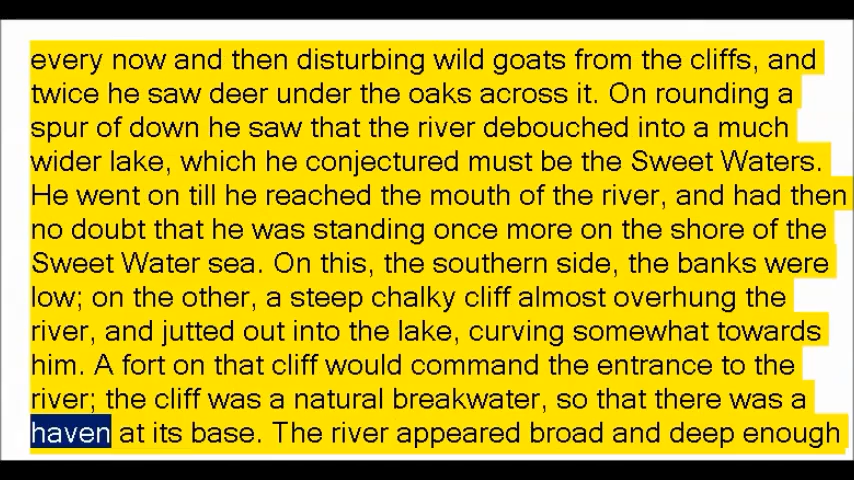 every now and then disturbing wild goats from the cliffs, and
twice he saw deer under the oaks across it. On rounding a
spur of down he saw that the river debouched into a much
wider lake, which he conjectured must be the Sweet Waters.
He went on till he reached the mouth of the river, and had then
no doubt that he was standing once more on the shore of the
Sweet Water sea. On this, the southern side, the banks were
low; on the other, a steep chalky cliff almost overhung the
river, and jutted out into the lake, curving somewhat towards
him. A fort on that cliff would command the entrance to the
river; the cliff was a natural breakwater, so that there was a
haven at its base. The river appeared broad and deep enough